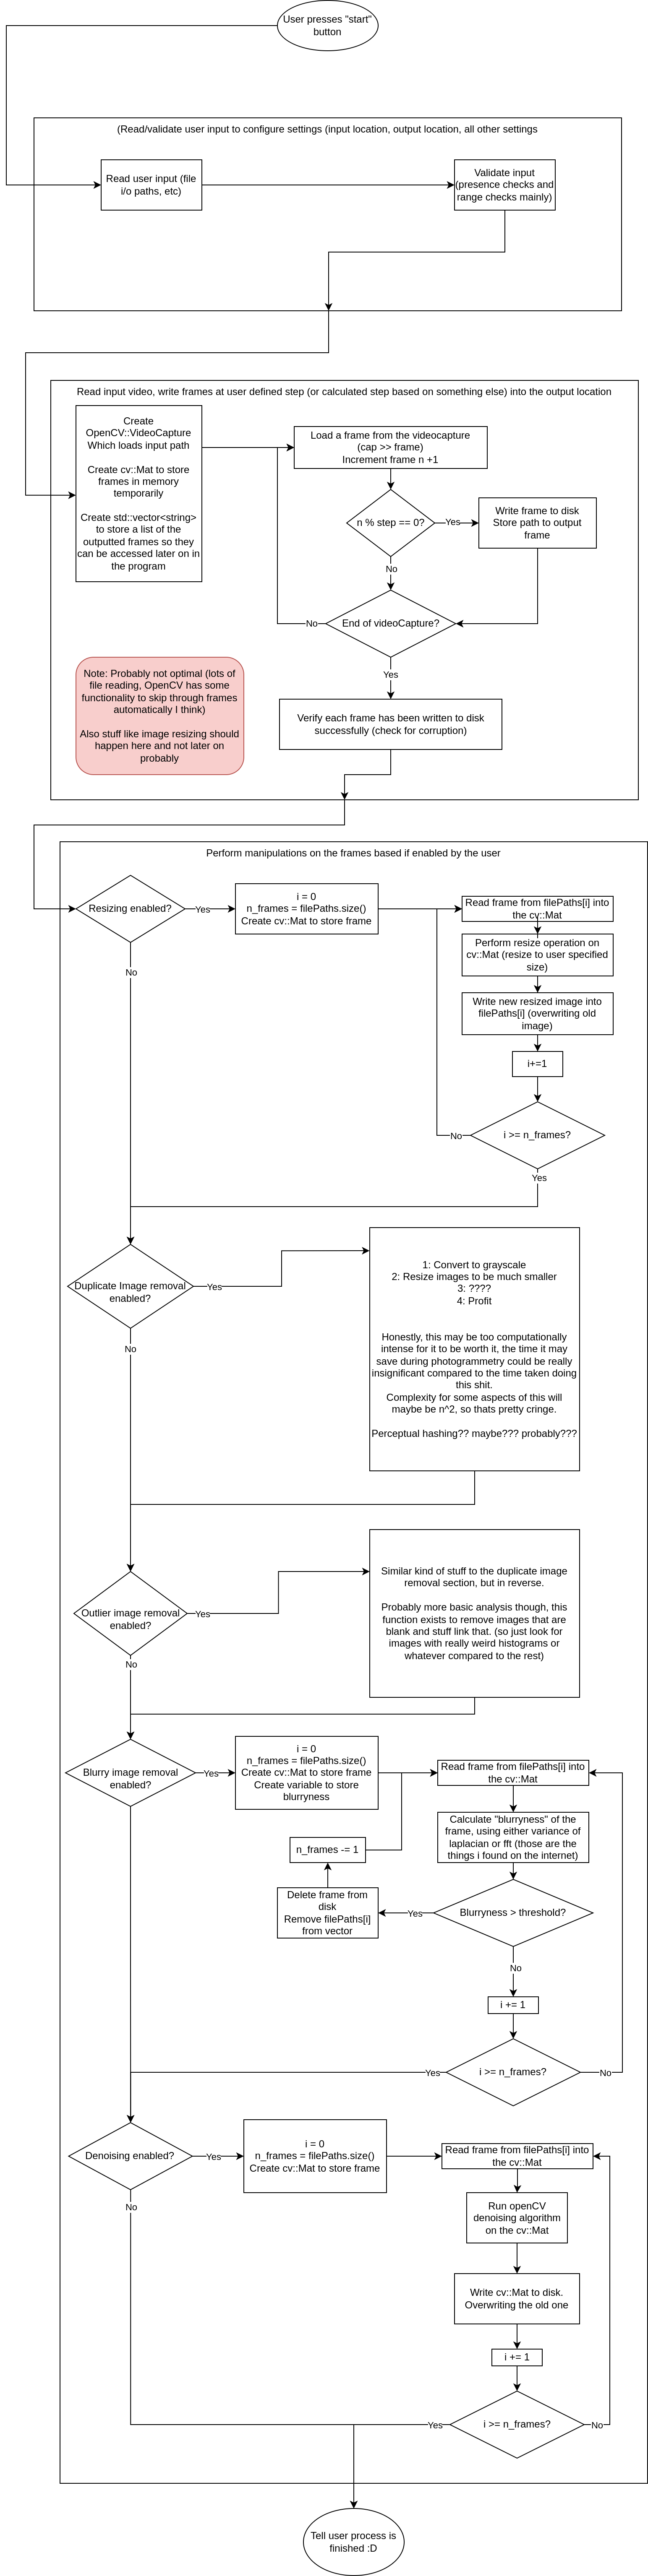 User presses "start"
button
(Read/validate user input to configure settings (input location, output location, all other settings
Read user input (file
i/o paths, etc)
Validate input
(presence checks and
range checks mainly)
Read input video, write frames at user defined step (or calculated step based on something else) into the output location
Create
OpenCV::VideoCapture
Which loads input path
Create cv::Mat to store
frames in memory
temporarily
Create std::vector<string>
to store a list of the
outputted frames so they
can be accessed later on in
the program
Load a frame from the videocapture
(cap >> frame)
Increment frame n +1
n % step == 0?
Yes
Write frame to disk
Store path to output
frame
No
End of videoCapture?
No
Yes
Note: Probably not optimal (lots of
file reading, OpenCV has some
functionality to skip through frames
automatically I think)
Also stuff like image resizing should
happen here and not later on
probably
Verify each frame has been written to disk
successfully (check for corruption)
Perform manipulations on the frames based if enabled by the user
Resizing enabled?
Yes
i = 0
n_frames = filePaths.size()
Create cv::Mat to store frame
Read frame from filePaths[i] into
the cv::Mat
Perform resize operation on
cv::Mat (resize to user specified
size)
Write new resized image into
filePaths[i] (overwriting old
image)
i+=1
i >= n_frames?
No
Yes
No
Duplicate Image removal
enabled?
Yes
1: Convert to grayscale
2: Resize images to be much smaller
3: ????
4: Profit
Honestly, this may be too computationally
intense for it to be worth it, the time it may
save during photogrammetry could be really
insignificant compared to the time taken doing
this shit.
Complexity for some aspects of this will
maybe be n^2, so thats pretty cringe.
Perceptual hashing?? maybe??? probably???
No
Outlier image removal
enabled?
Yes
Similar kind of stuff to the duplicate image
removal section, but in reverse.
Probably more basic analysis though, this
function exists to remove images that are
blank and stuff link that. (so just look for
images with really weird histograms or
whatever compared to the rest)
No
Blurry image removal
enabled?
Yes
i = 0
n_frames = filePaths.size()
Create cv::Mat to store frame
Create variable to store
blurryness
Read frame from filePaths[i] into
the cv::Mat
Calculate "blurryness" of the
frame, using either variance of
laplacian or fft (those are the
things i found on the internet)
n_frames -= 1
Delete frame from
disk
Remove filePaths[i]
from vector
Yes
Blurryness > threshold?
No
i += 1
i >= n_frames?
Yes
No
Denoising enabled?
Yes
i = 0
n_frames = filePaths.size()
Create cv::Mat to store frame
Read frame from filePaths[i] into
the cv::Mat
Run openCV
denoising algorithm
on the cv::Mat
Write cv::Mat to disk.
Overwriting the old one
i += 1
i >= n_frames?
Yes
No
No
Tell user process is
finished :D